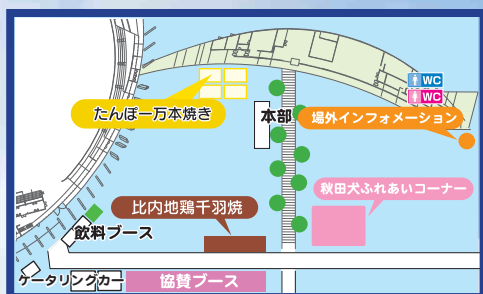 WC
WC
たんぽ一万本焼き
本部
場外インフォメーション
秋田犬ふれあいコーナー
比内地鶏千羽焼
飲料ブース
ケータリングカー
協賛ブース